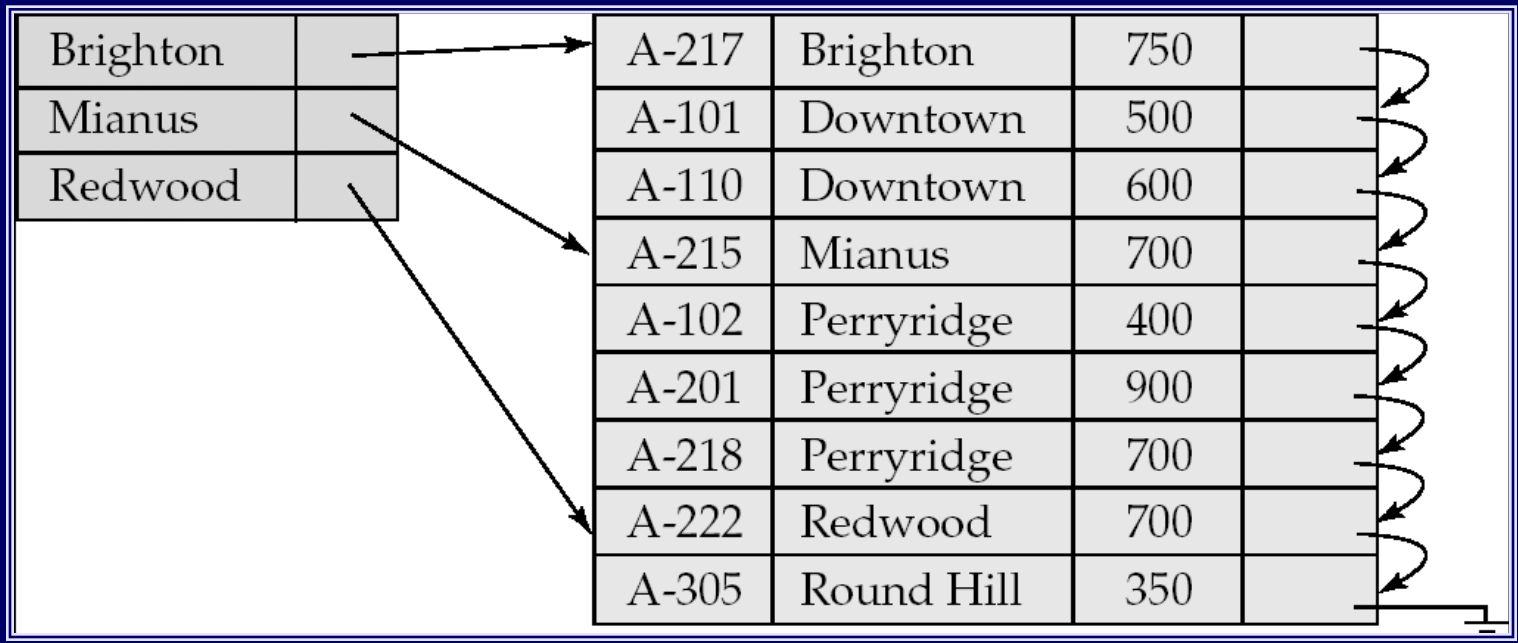 Brighton
Mianus
Redwood
A-217 Brighton 750
A-101 Downtown 500
A-110 Downtown 600
A-215 Mianus 700
A-102 Perryridge 400
A-201 Perryridge 900
A-218 Perryridge 700
A-222 Redwood 700
A-305 Round Hill 350